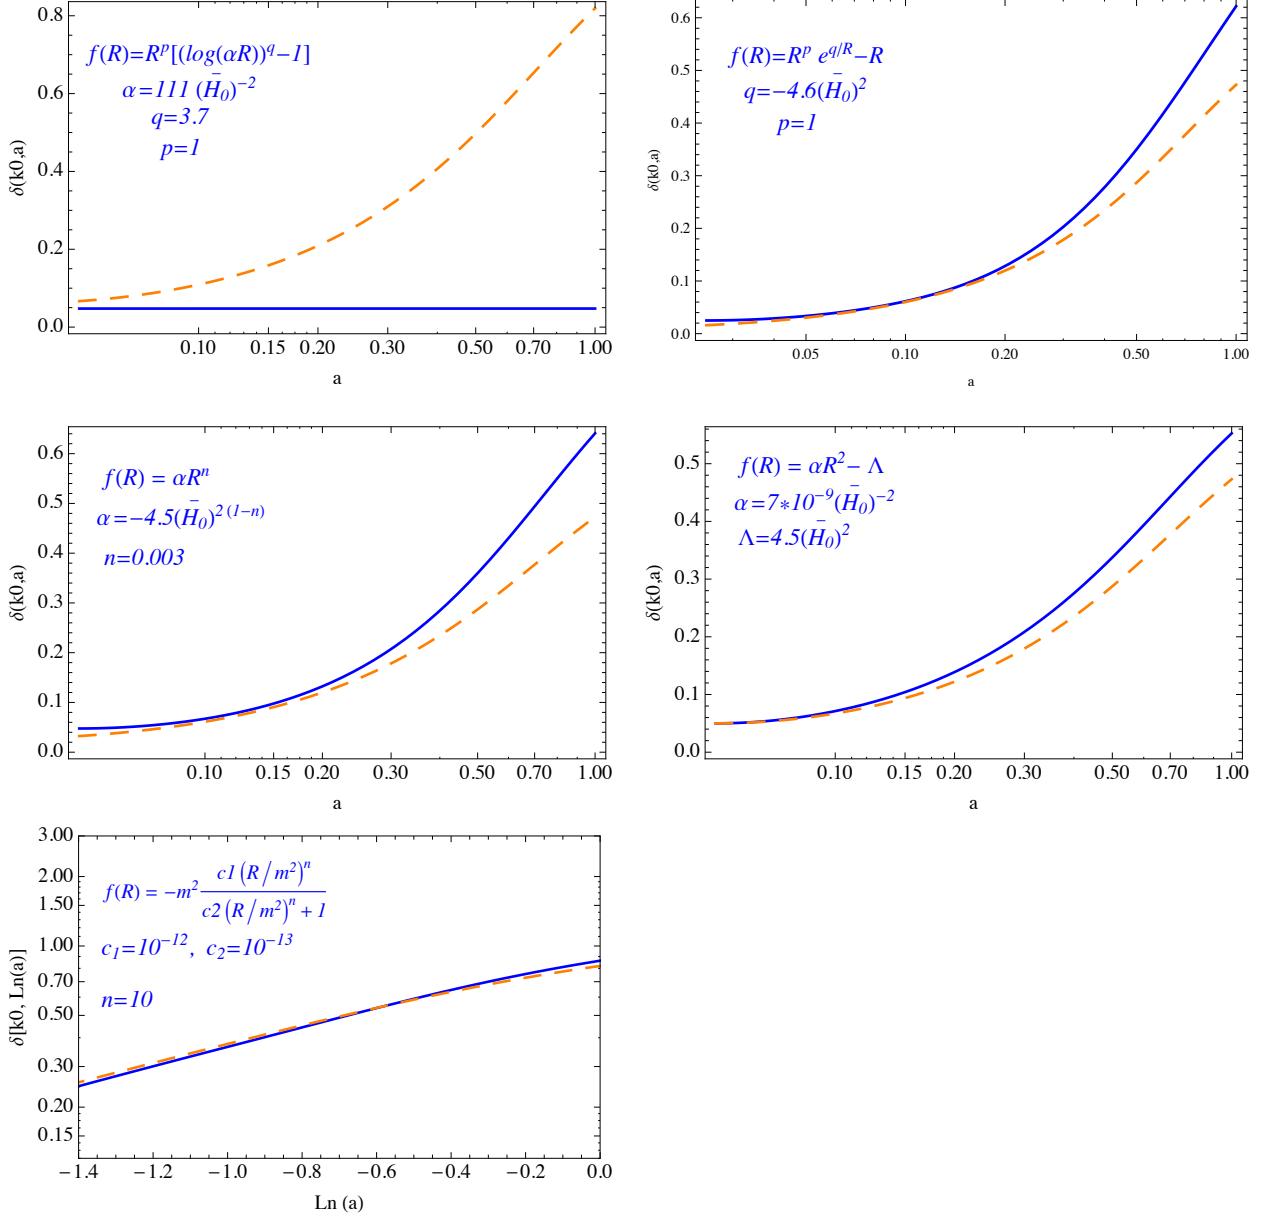 0.8
0.6
0.4
0.2
0.0
δ(k0,a)
f(R)=R^p[(log(αR))^q−1]
α=111 (H̄_0)^−2
q=3.7
p=1
0.10 0.15 0.20 0.30 0.50 0.70 1.00
a
0.6
0.5
0.4
0.3
0.2
0.1
0.0
δ(k0,a)
f(R)=R^p e^q/R−R
q=−4.6(H̄_0)^2
p=1
0.05 0.10 0.20 0.50 1.00
a
0.6
0.5
0.4
0.3
0.2
0.1
0.0
δ(k0,a)
f(R) = αR^n
α=−4.5(H̄_0)^2 (1−n)
n=0.003
0.10 0.15 0.20 0.30 0.50 0.70 1.00
a
0.5
0.4
0.3
0.2
0.1
0.0
δ(k0,a)
f(R) = αR^2− Λ
α=7*10^−9(H̄_0)^−2
Λ=4.5(H̄_0)^2
0.10 0.15 0.20 0.30 0.50 0.70 1.00
a
3.00
2.00
1.50
1.00
0.70
0.50
0.30
0.20
0.15
δ[k0, Ln(a)]
f(R) = −m^2 c1 (R/m^2)^n / c2 (R/m^2)^n + 1
c_1=10^−12, c_2=10^−13
n=10
−1.4 −1.2 −1.0 −0.8 −0.6 −0.4 −0.2 0.0
Ln (a)